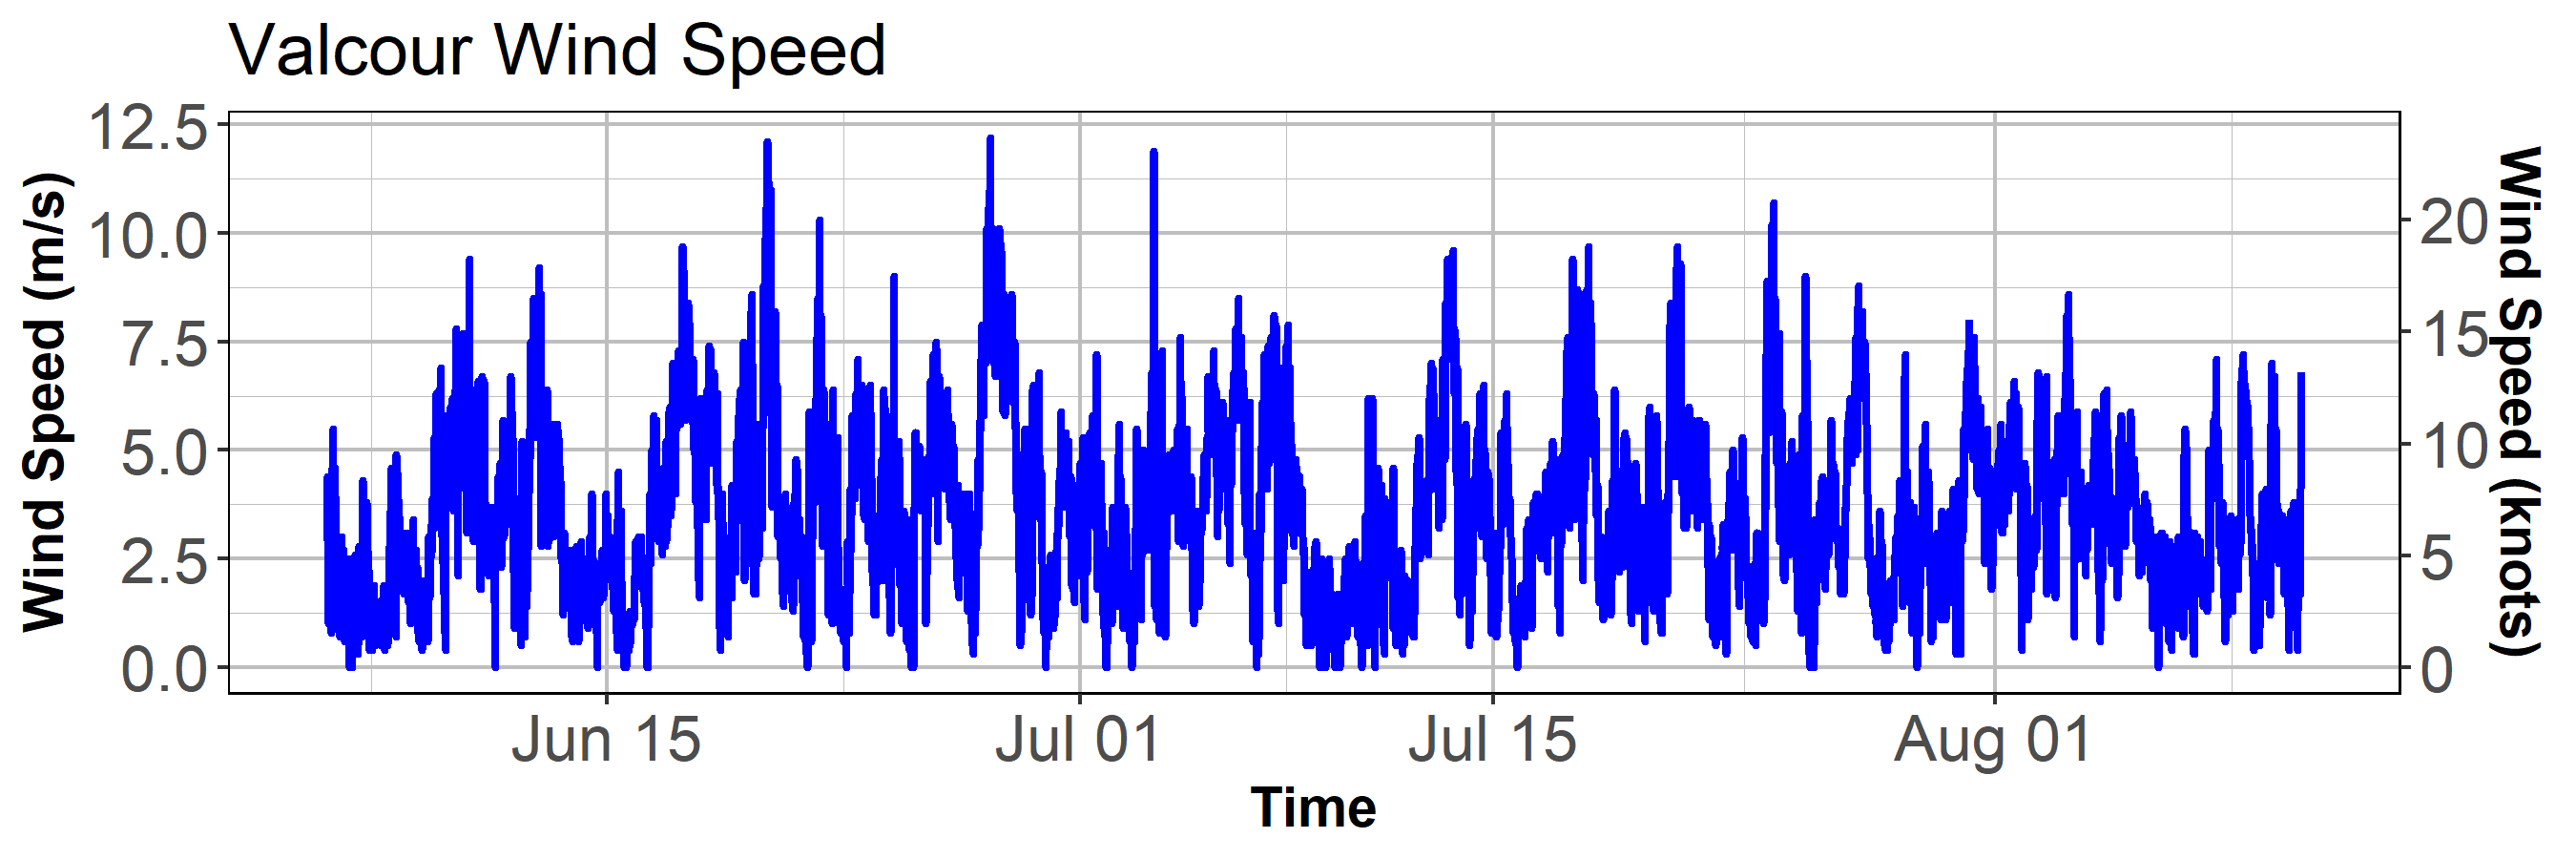 Valcour Wind Speed
12.5
10.0
7.5
5.0
2.5
0.0
Wind Speed (m/s)
20
15
10
5
0
Wind Speed (knots)
Jun 15
Jul 01
Jul 15
Aug 01
Time